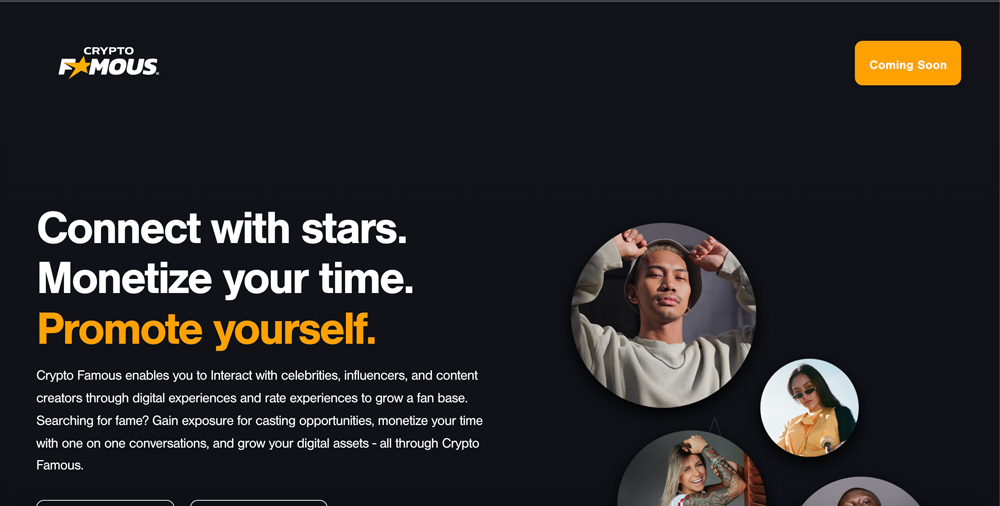 CRYPTO
FAMOUS
Coming Soon
Connect with stars.
Monetize your time.
Promote yourself.
Crypto Famous enables you to Interact with celebrities, influencers, and content
creators through digital experiences and rate experiences to grow a fan base.
Searching for fame? Gain exposure for casting opportunities, monetize your time
with one on one conversations, and grow your digital assets - all through Crypto
Famous.